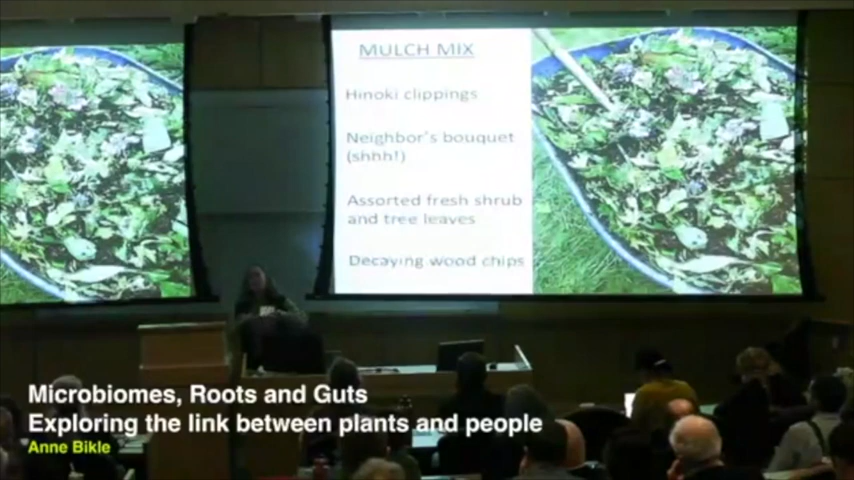 MULCH MIX
Hinoki clippings
Neighbor's bouquet
(shhh!)
Assorted fresh shrub
and tree leaves
Decaying wood chips
Microbiomes, Roots and Guts
Exploring the link between plants and people
Anne Bikle